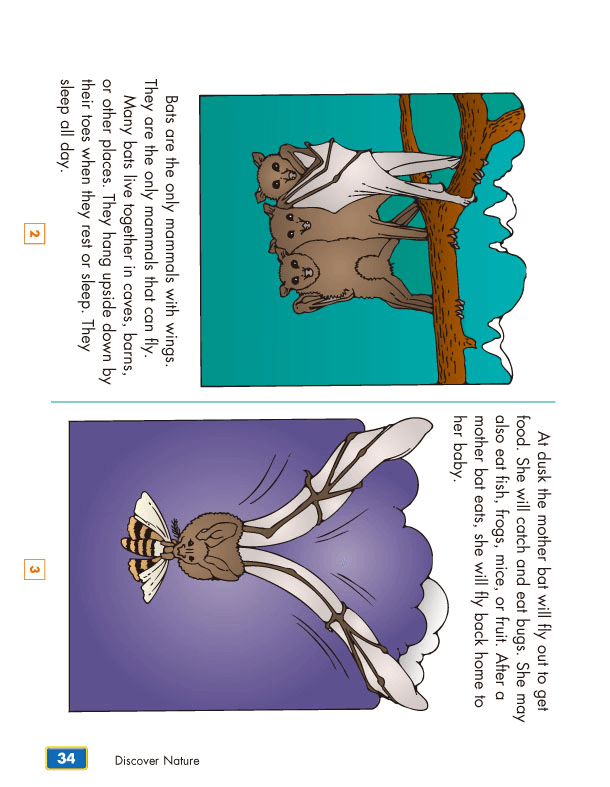 Bats are the only mammals with wings.
They are the only mammals that can fly.
Many bats live together in caves, barns,
or other places. They hang upside down by
their toes when they rest or sleep. They
sleep all day.
2
At dusk the mother bat will fly out to get
food. She will catch and eat bugs. She may
also eat fish, frogs, mice, or fruit. After a
mother bat eats, she will fly back home to
her baby.
3
34
Discover Nature